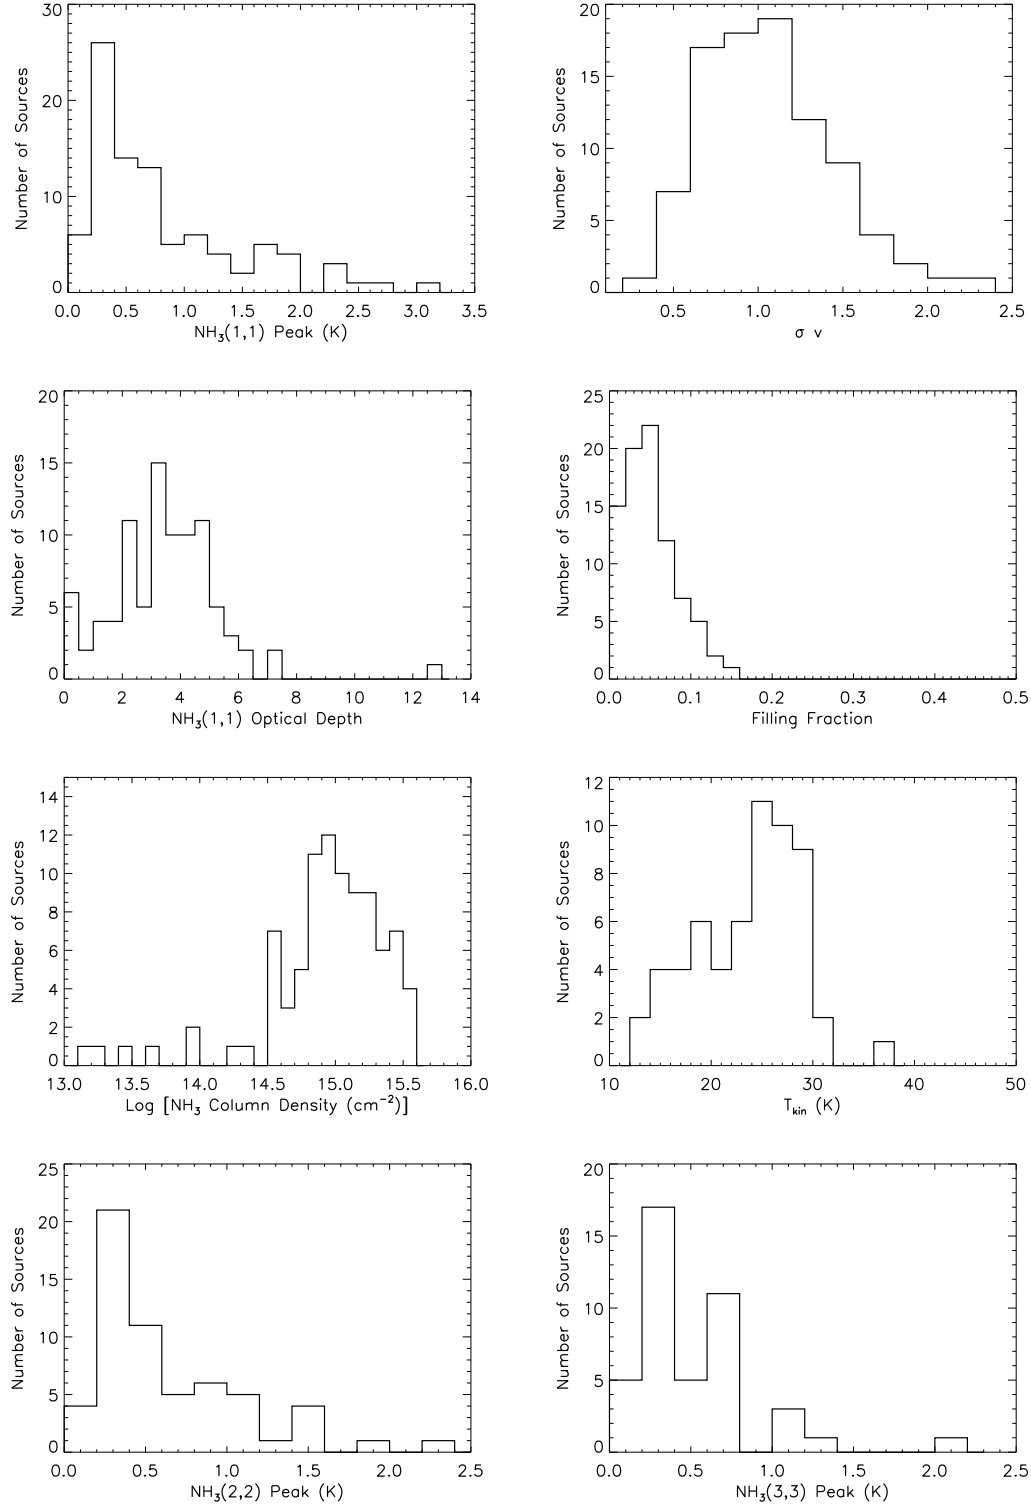 30
20
10
0
Number of Sources
0.0 0.5 1.0 1.5 2.0 2.5 3.0 3.5
NH₃(1,1) Peak (K)
20
15
10
5
0
Number of Sources
0.5 1.0 1.5 2.0 2.5
σ v
20
15
10
5
0
Number of Sources
0 2 4 6 8 10 12 14
NH₃(1,1) Optical Depth
25
20
15
10
5
0
Number of Sources
0.0 0.1 0.2 0.3 0.4 0.5
Filling Fraction
14
12
10
8
6
4
2
0
Number of Sources
13.0 13.5 14.0 14.5 15.0 15.5 16.0
Log [NH₃ Column Density (cm⁻²)]
12
10
8
6
4
2
0
Number of Sources
10 20 30 40 50
Tₖᵢₙ (K)
25
20
15
10
5
0
Number of Sources
0.0 0.5 1.0 1.5 2.0 2.5
NH₃(2,2) Peak (K)
20
15
10
5
0
Number of Sources
0.0 0.5 1.0 1.5 2.0 2.5
NH₃(3,3) Peak (K)